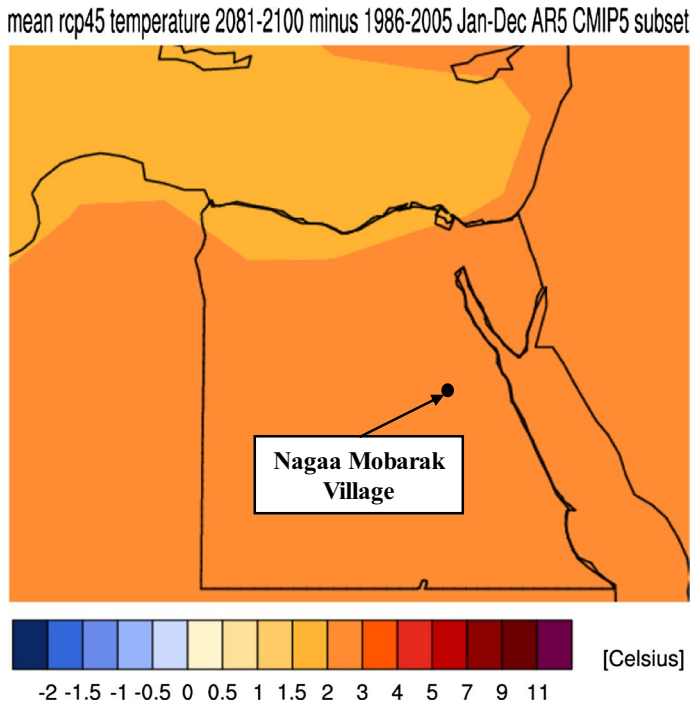 mean rcp45 temperature 2081-2100 minus 1986-2005 Jan-Dec AR5 CMIP5 subset
Nagaa Mobarak
Village
[Celsius]
-2 -1.5 -1 -0.5 0 0.5 1 1.5 2 3 4 5 7 9 11